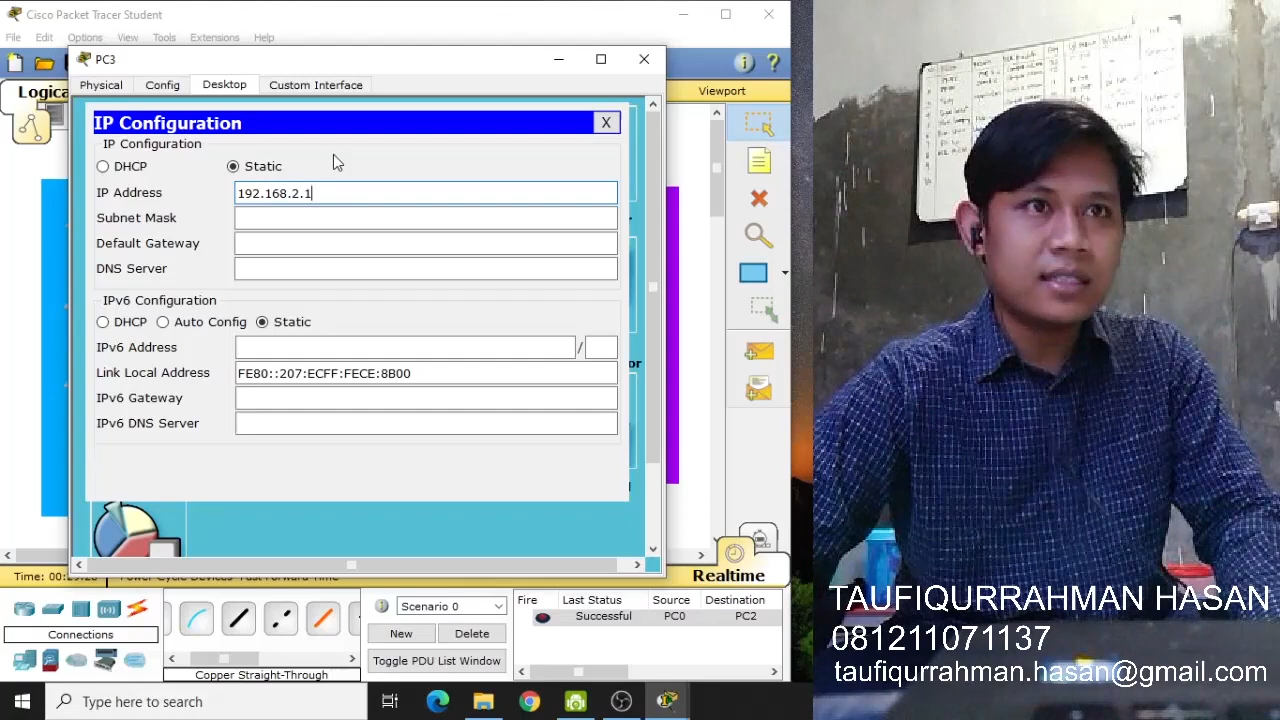 Cisco Packet Tracer Student
File Edit Options View Tools Extensions Help
PC3
Viewport
Physical Config Desktop Custom Interface
IP Configuration X
IP Configuration
DHCP Static
IP Address 192.168.2.1
Subnet Mask
Default Gateway
DNS Server
IPv6 Configuration
DHCP Auto Config Static
IPv6 Address /
Link Local Address FE80::207:ECFF:FECE:8B00
IPv6 Gateway
IPv6 DNS Server
Realtime
Connections
Copper Straight-Through
Scenario 0
New Delete
Toggle PDU List Window
Fire Last Status Source Destination
Successful PC0 PC2
Type here to search
TAUFIQURRAHMAN HASAN
081211071137
taufiqurrahman.hasan@gmail.com